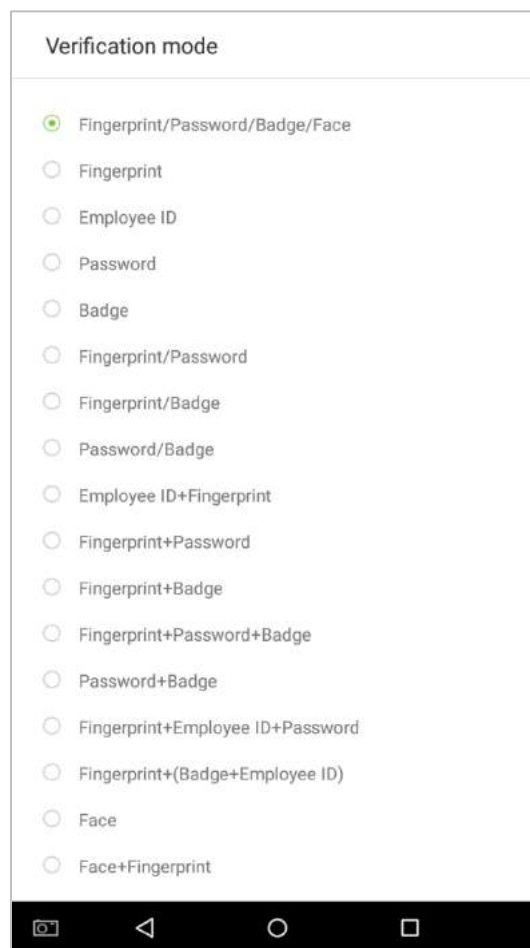 Verification mode
Fingerprint/Password/Badge/Face
Fingerprint
Employee ID
Password
Badge
Fingerprint/Password
Fingerprint/Badge
Password/Badge
Employee ID+Fingerprint
Fingerprint+Password
Fingerprint+Badge
Fingerprint+Password+Badge
Password+Badge
Fingerprint+Employee ID+Password
Fingerprint+(Badge+Employee ID)
Face
Face+Fingerprint